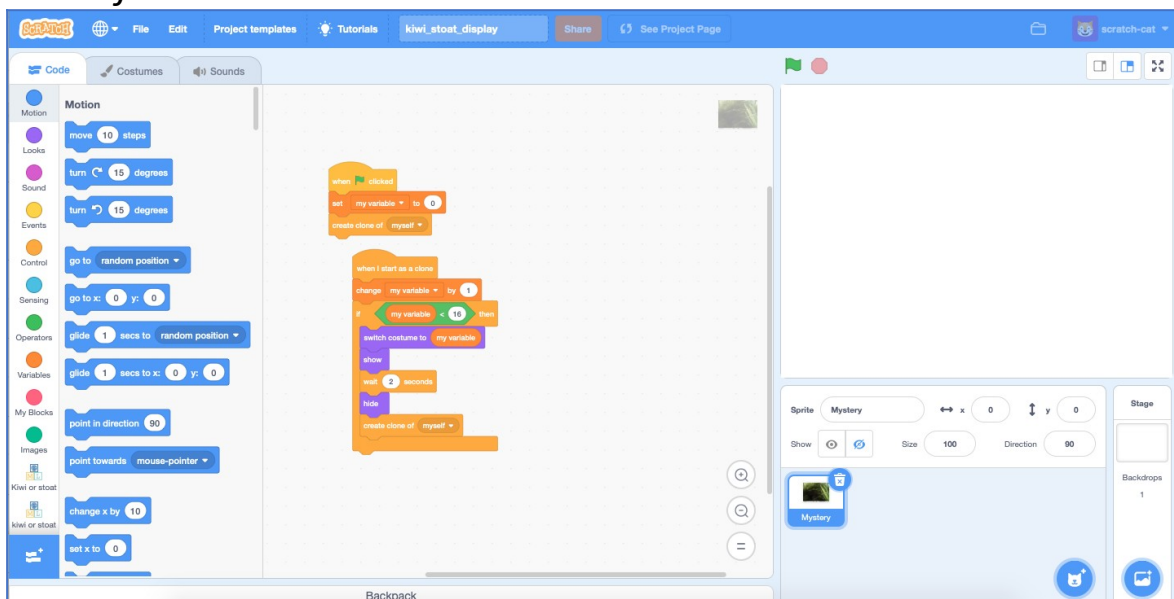 SCRATCH File Edit Project templates Tutorials kiwi_stoat_display Share See Project Page scratch-cat
Code Costumes Sounds
Motion
Looks
Sound
Events
Control
Sensing
Operators
Variables
My Blocks
Images
Kiwi or stoat
kiwi or stoat
Motion
move 10 steps
turn 15 degrees
turn 15 degrees
go to random position
go to x: 0 y: 0
glide 1 secs to random position
glide 1 secs to x: 0 y: 0
point in direction 90
point towards mouse-pointer
change x by 10
set x to 0
when clicked
set my variable to 0
create clone of myself
when I start as a clone
change my variable by 1
if my variable < 16 then
switch costume to my variable
show
wait 2 seconds
hide
create clone of myself
Backpack
Sprite Mystery x 0 y 0
Show Size 100 Direction 90
Mystery
Stage
Backdrops
1